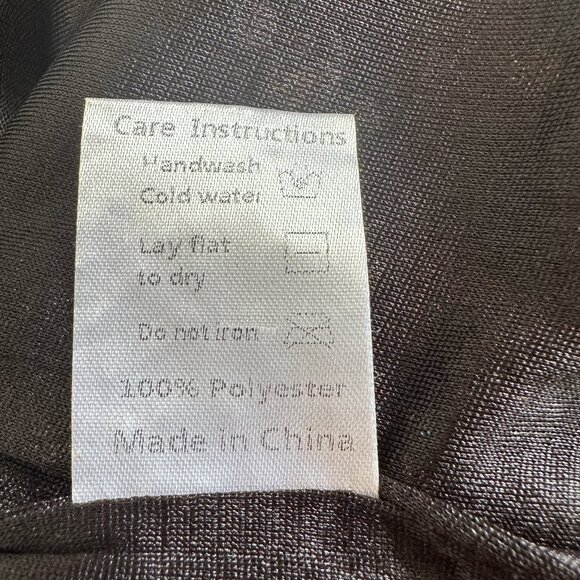 Care Instructions
Handwash
Cold water
Lay flat
to dry
Do not iron
100% Polyester
Made in China